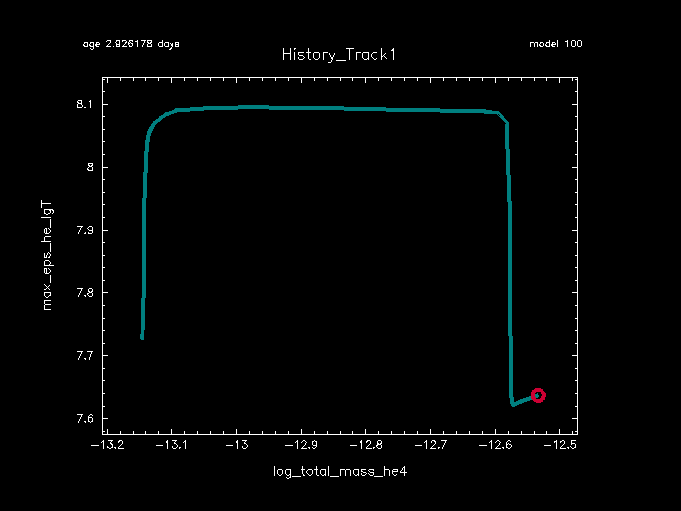 age 2.926178 days
model 100
History_Track1
max_eps_he_lgT
8.1
8
7.9
7.8
7.7
7.6
-13.2 -13.1 -13 -12.9 -12.8 -12.7 -12.6 -12.5
log_total_mass_he4